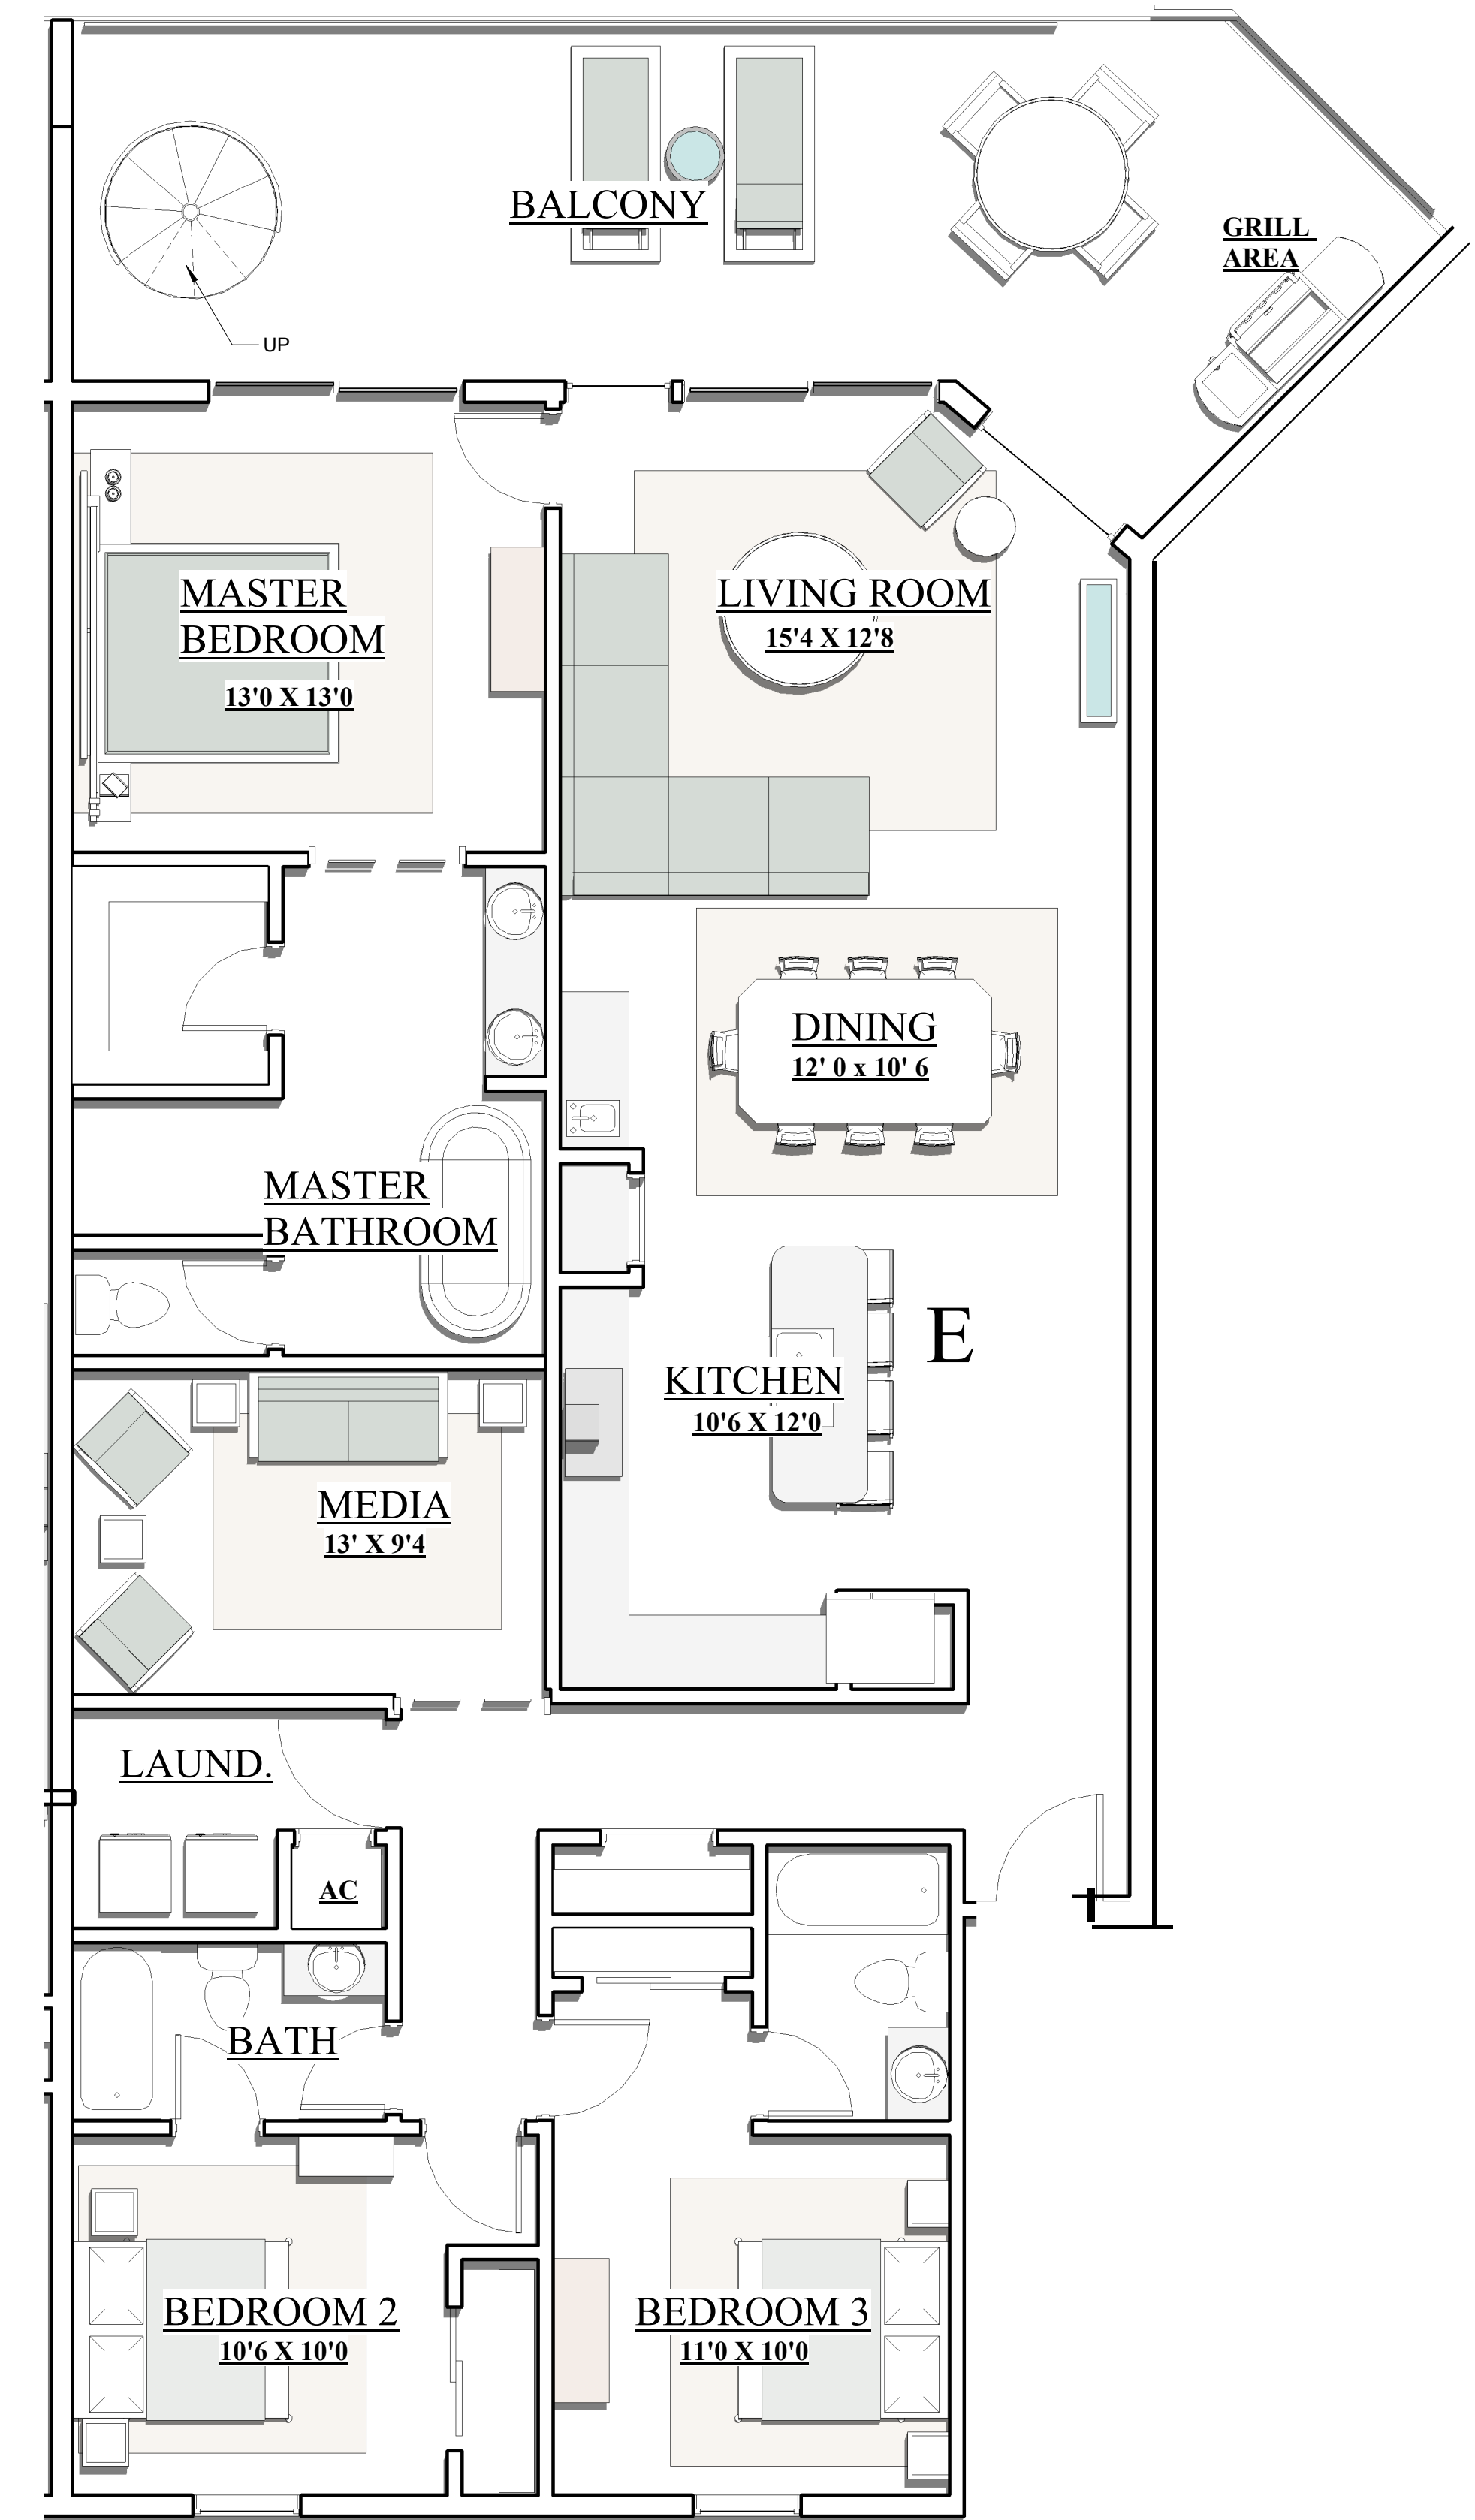 BALCONY
GRILL
AREA
UP
MASTER
BEDROOM
13'0 X 13'0
LIVING ROOM
15'4 X 12'8
DINING
12' 0 x 10' 6
MASTER
BATHROOM
E
KITCHEN
10'6 X 12'0
MEDIA
13' X 9'4
LAUND.
AC
BATH
BEDROOM 2
10'6 X 10'0
BEDROOM 3
11'0 X 10'0